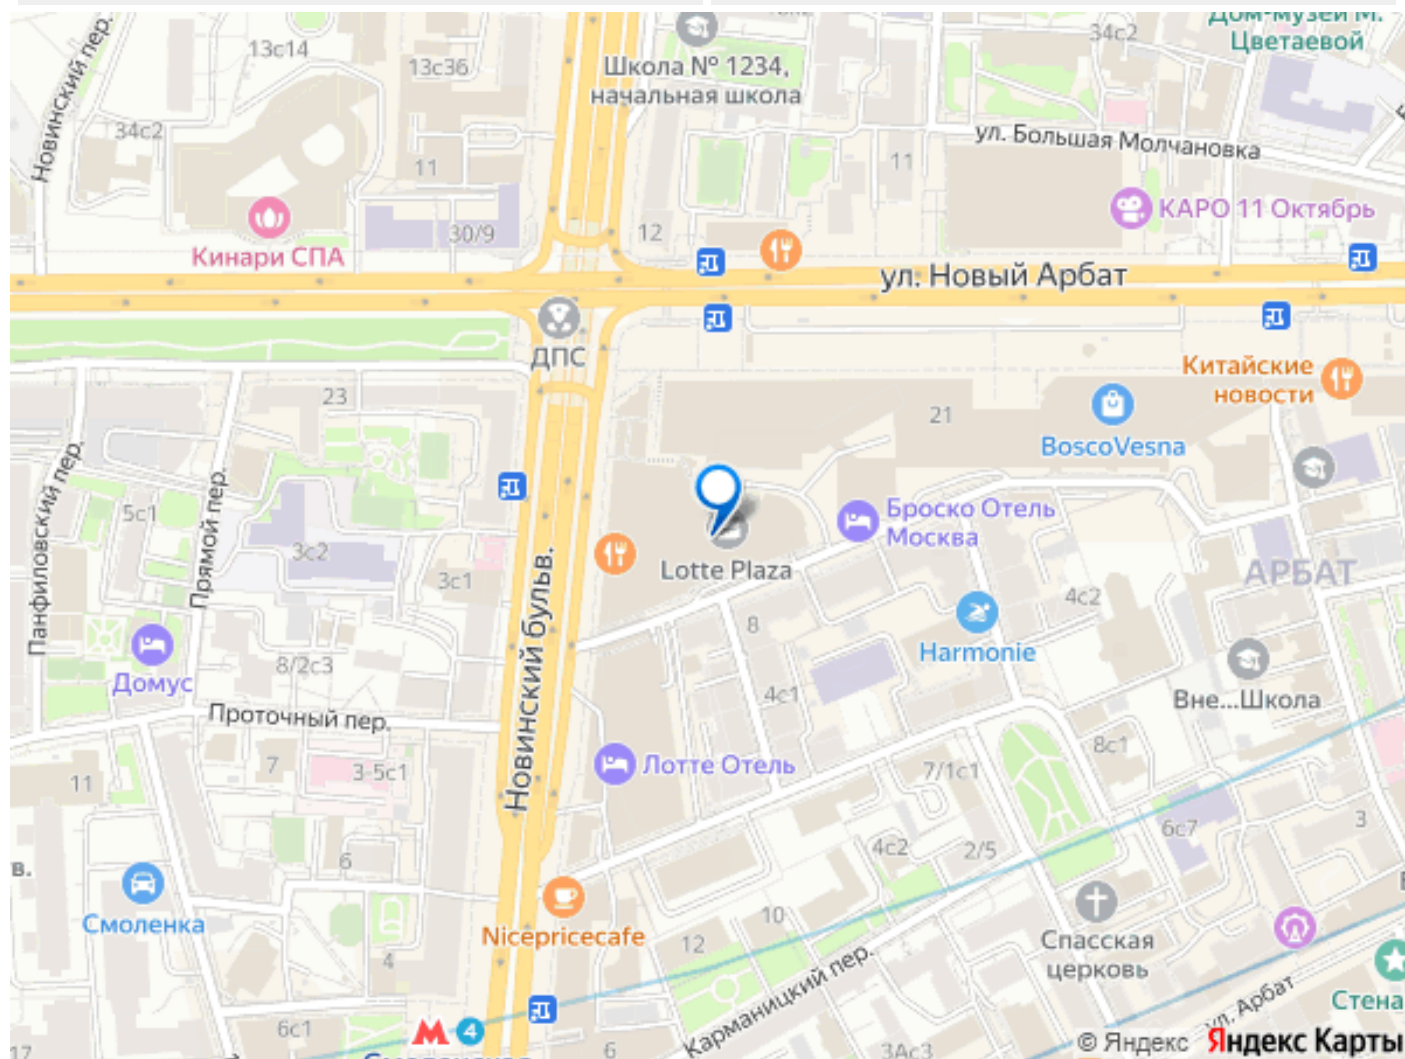 Дом-музей М.
Цветаевой
34с2
13с14
13с36
Школа № 1234,
начальная школа
Новинский пер.
34с2
11
11
ул. Большая Молчановка
КАРО 11 Октябрь
30/9
12
Кинари СПА
ул. Новый Арбат
ДПС
Китайские
новости
23
21
BoscoVesna
Панфиловский пер.
Прямой пер.
5с1
Броско Отель
Москва
3с2
3с1
Lotte Plaza
АРБАТ
4с2
8
Новинский бульв.
Harmonie
8/2с3
Домус
4с1
Вне...Школа
Проточный пер.
8с1
7
3-5с1
Лотте Отель
7/1с1
11
6с7
3
4с2
2/5
6
в.
Смоленка
10
Nicepricecafe
12
Спасская
церковь
4
Карманицкий пер.
ул. Арбат
Стена
6с1
М
4
17
6
3Ас3
© Яндекс Яндекс Карты